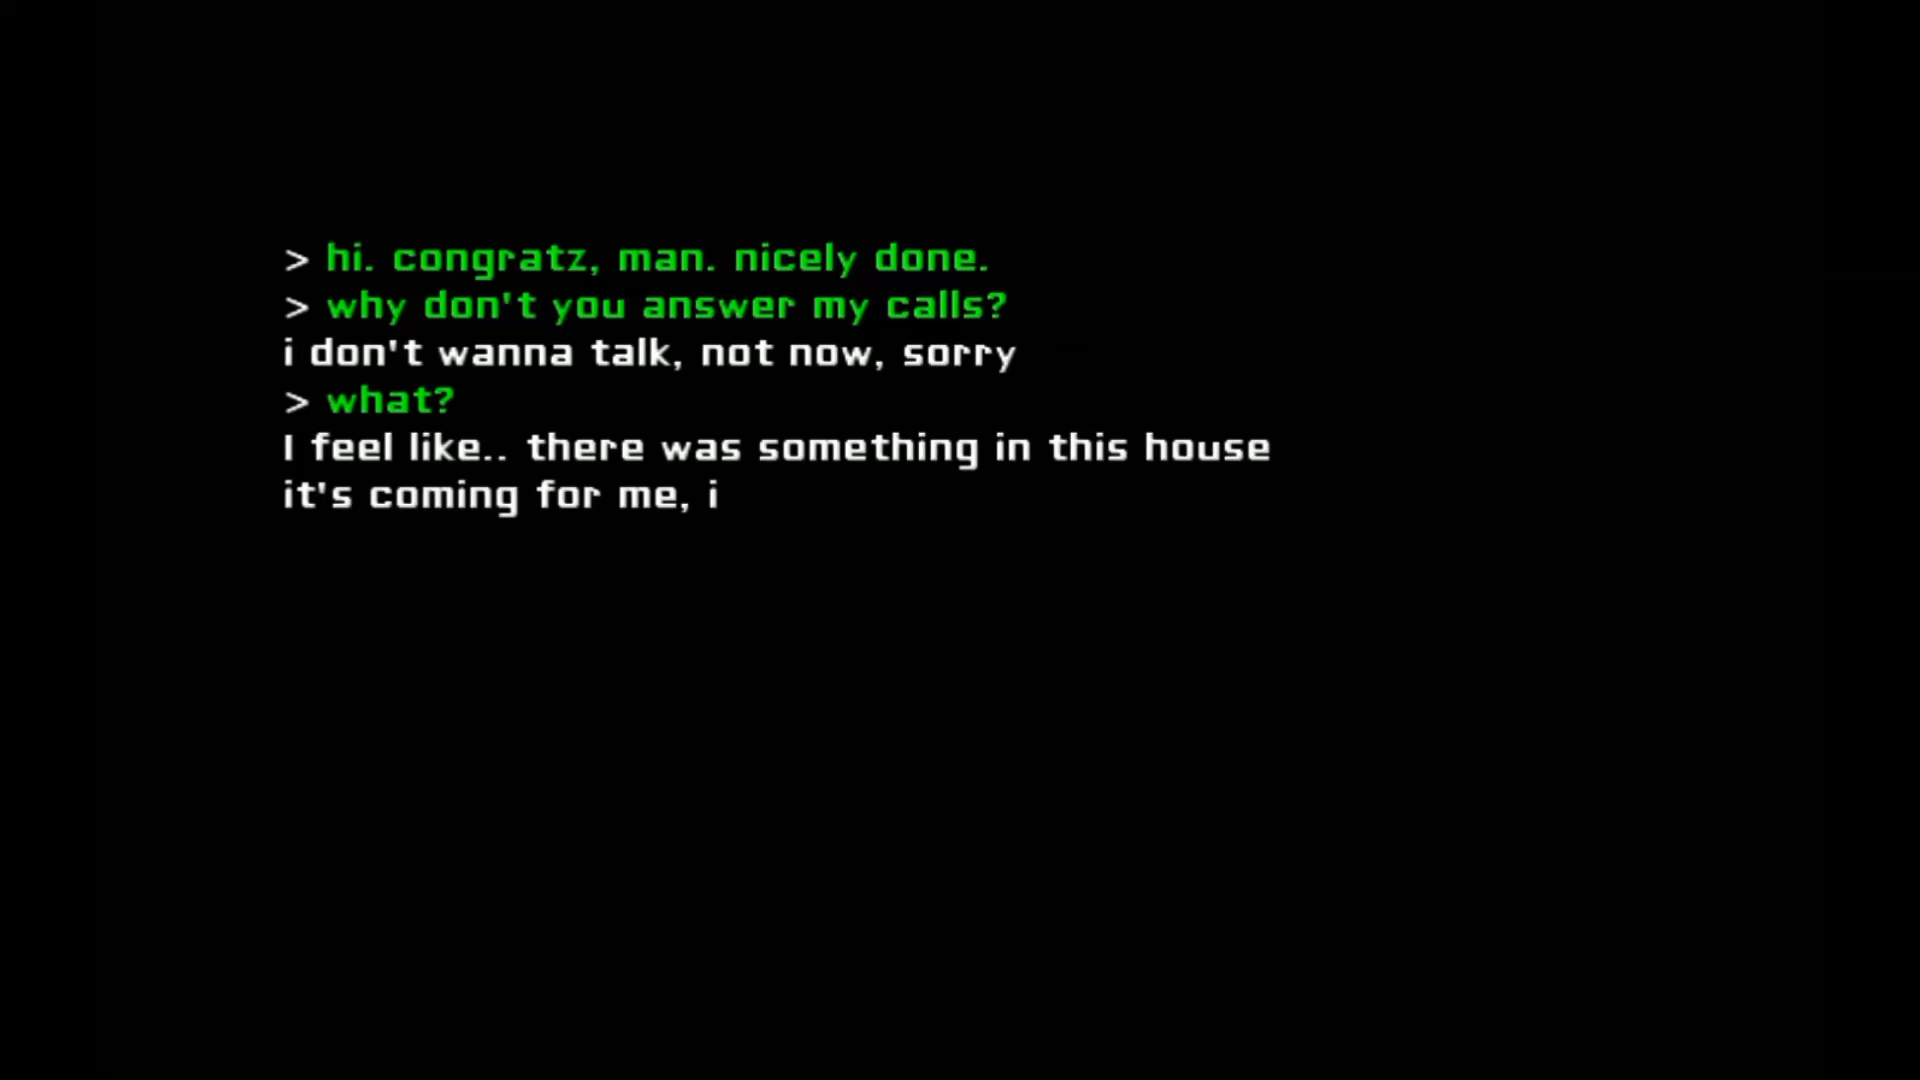 > hi. congratz, man. nicely done.
> why don't you answer my calls?
i don't wanna talk, not now, sorry
> what?
I feel like.. there was something in this house
it's coming for me, i